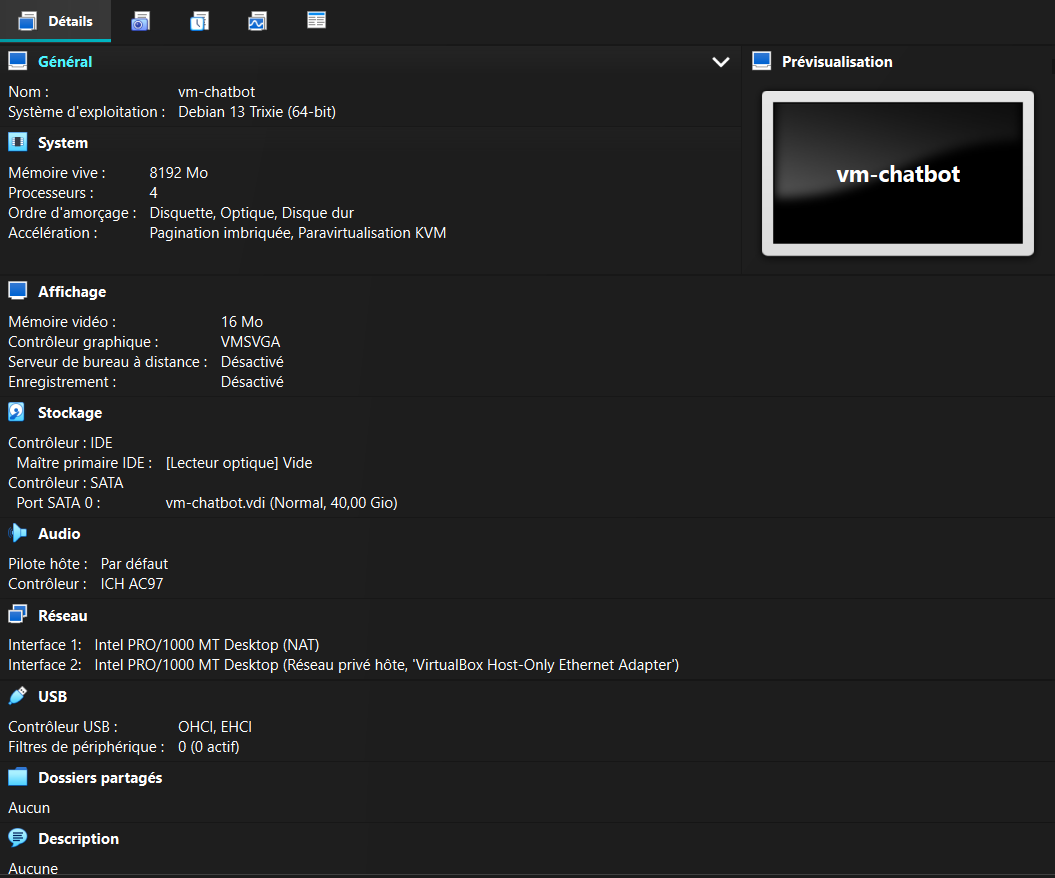 Détails
Général
Nom : vm-chatbot
Système d'exploitation : Debian 13 Trixie (64-bit)
System
Mémoire vive : 8192 Mo
Processeurs : 4
Ordre d'amorçage : Disquette, Optique, Disque dur
Accélération : Pagination imbriquée, Paravirtualisation KVM
Prévisualisation
vm-chatbot
Affichage
Mémoire vidéo : 16 Mo
Contrôleur graphique : VMSVGA
Serveur de bureau à distance : Désactivé
Enregistrement : Désactivé
Stockage
Contrôleur : IDE
Maître primaire IDE : [Lecteur optique] Vide
Contrôleur : SATA
Port SATA 0 : vm-chatbot.vdi (Normal, 40,00 Gio)
Audio
Pilote hôte : Par défaut
Contrôleur : ICH AC97
Réseau
Interface 1: Intel PRO/1000 MT Desktop (NAT)
Interface 2: Intel PRO/1000 MT Desktop (Réseau privé hôte, 'VirtualBox Host-Only Ethernet Adapter')
USB
Contrôleur USB : OHCI, EHCI
Filtres de périphérique : 0 (0 actif)
Dossiers partagés
Aucun
Description
Aucune